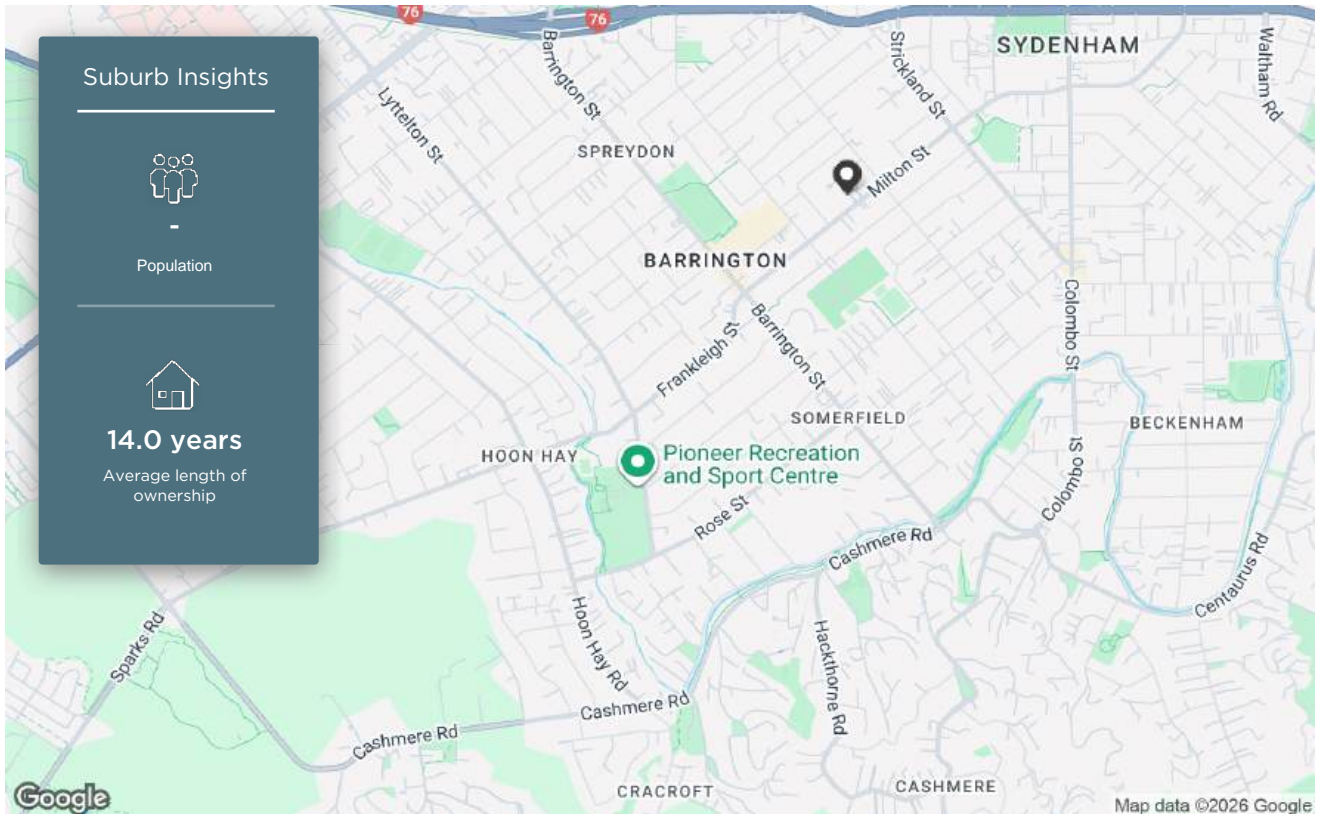 Suburb Insights
-
Population
14.0 years
Average length of
ownership
76
76
SYDENHAM
Barrington St
Strickland St
Waltham Rd
Lyttelton St
SPREYDON
Milton St
BARRINGTON
Colombo St
Barrington St
Frankleigh St
SOMERFIELD
BECKENHAM
HOON HAY
Pioneer Recreation
and Sport Centre
Colombo St
Rose St
Cashmere Rd
Centaurus Rd
Hoon Hay Rd
Hackthorne Rd
Sparks Rd
Cashmere Rd
Cashmere Rd
CRACROFT
CASHMERE
Google
Map data ©2026 Google